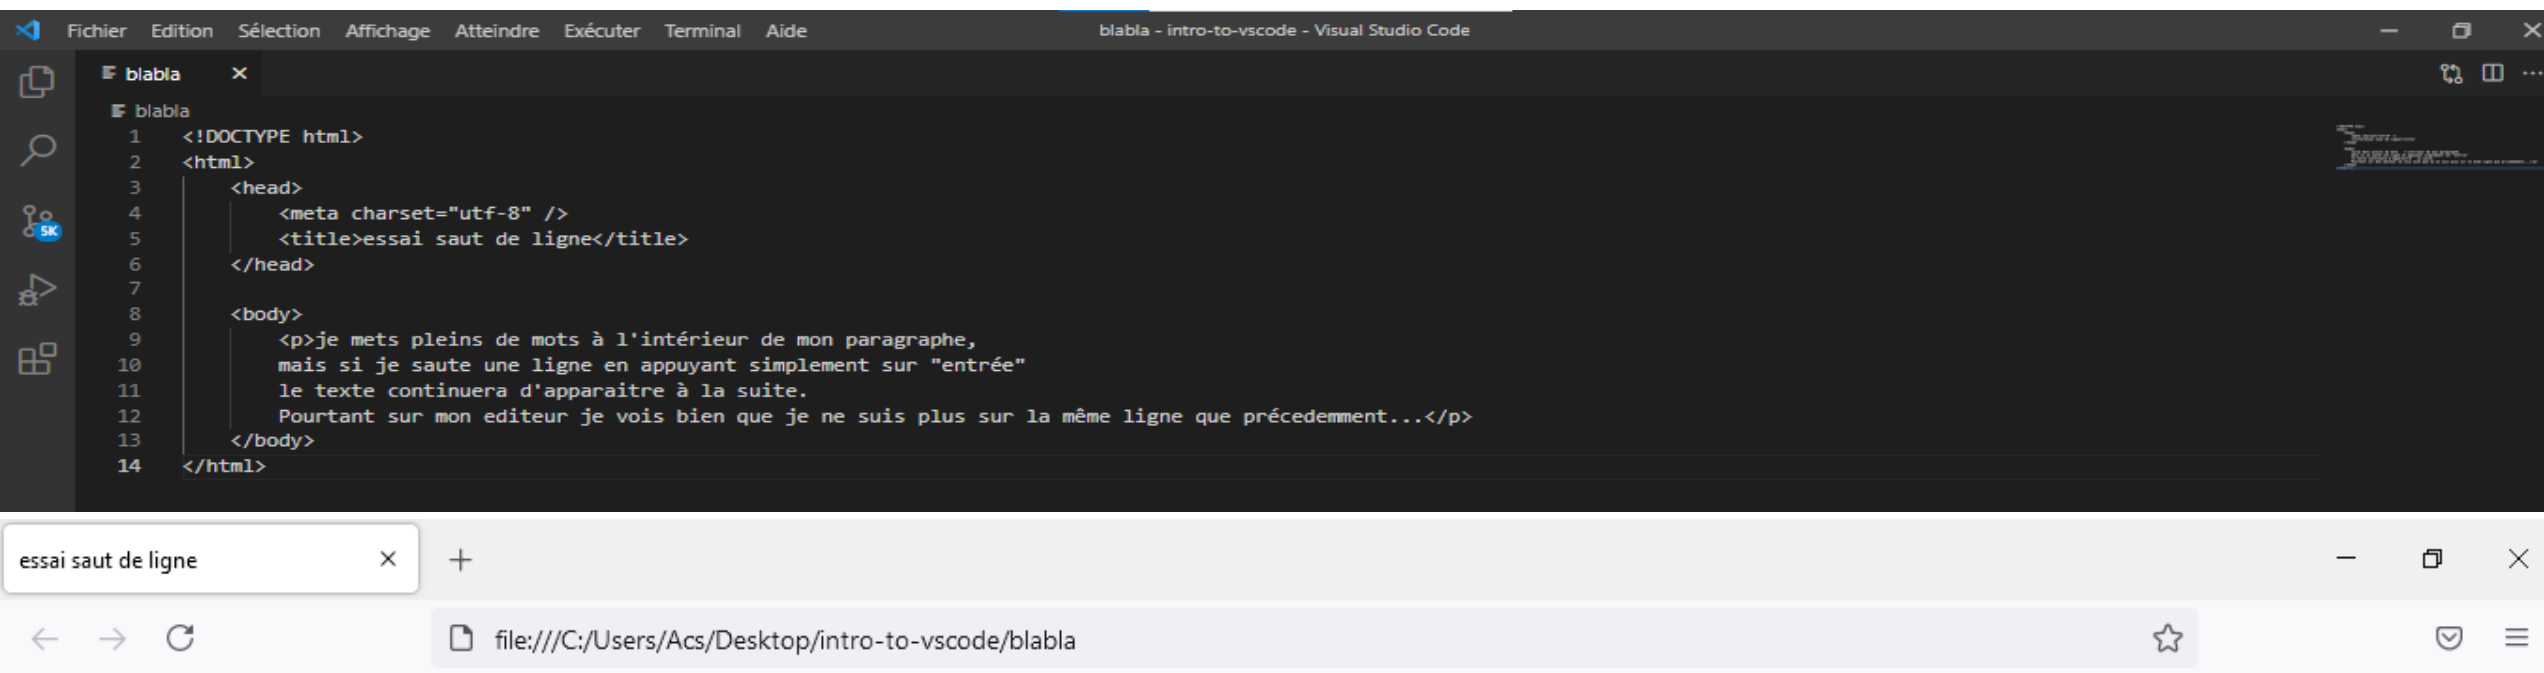 Fichier Edition Sélection Affichage Atteindre Exécuter Terminal Aide blabla - intro-to-vscode - Visual Studio Code
blabla
blabla
1 <!DOCTYPE html>
2 <html>
3 <head>
4 <meta charset="utf-8" />
5 <title>essai saut de ligne</title>
6 </head>
7
8 <body>
9 <p>je mets pleins de mots à l'intérieur de mon paragraphe,
10 mais si je saute une ligne en appuyant simplement sur "entrée"
11 le texte continuera d'apparaitre à la suite.
12 Pourtant sur mon editeur je vois bien que je ne suis plus sur la même ligne que précedemment...</p>
13 </body>
14 </html>
5K
essai saut de ligne
file:///C:/Users/Acs/Desktop/intro-to-vscode/blabla